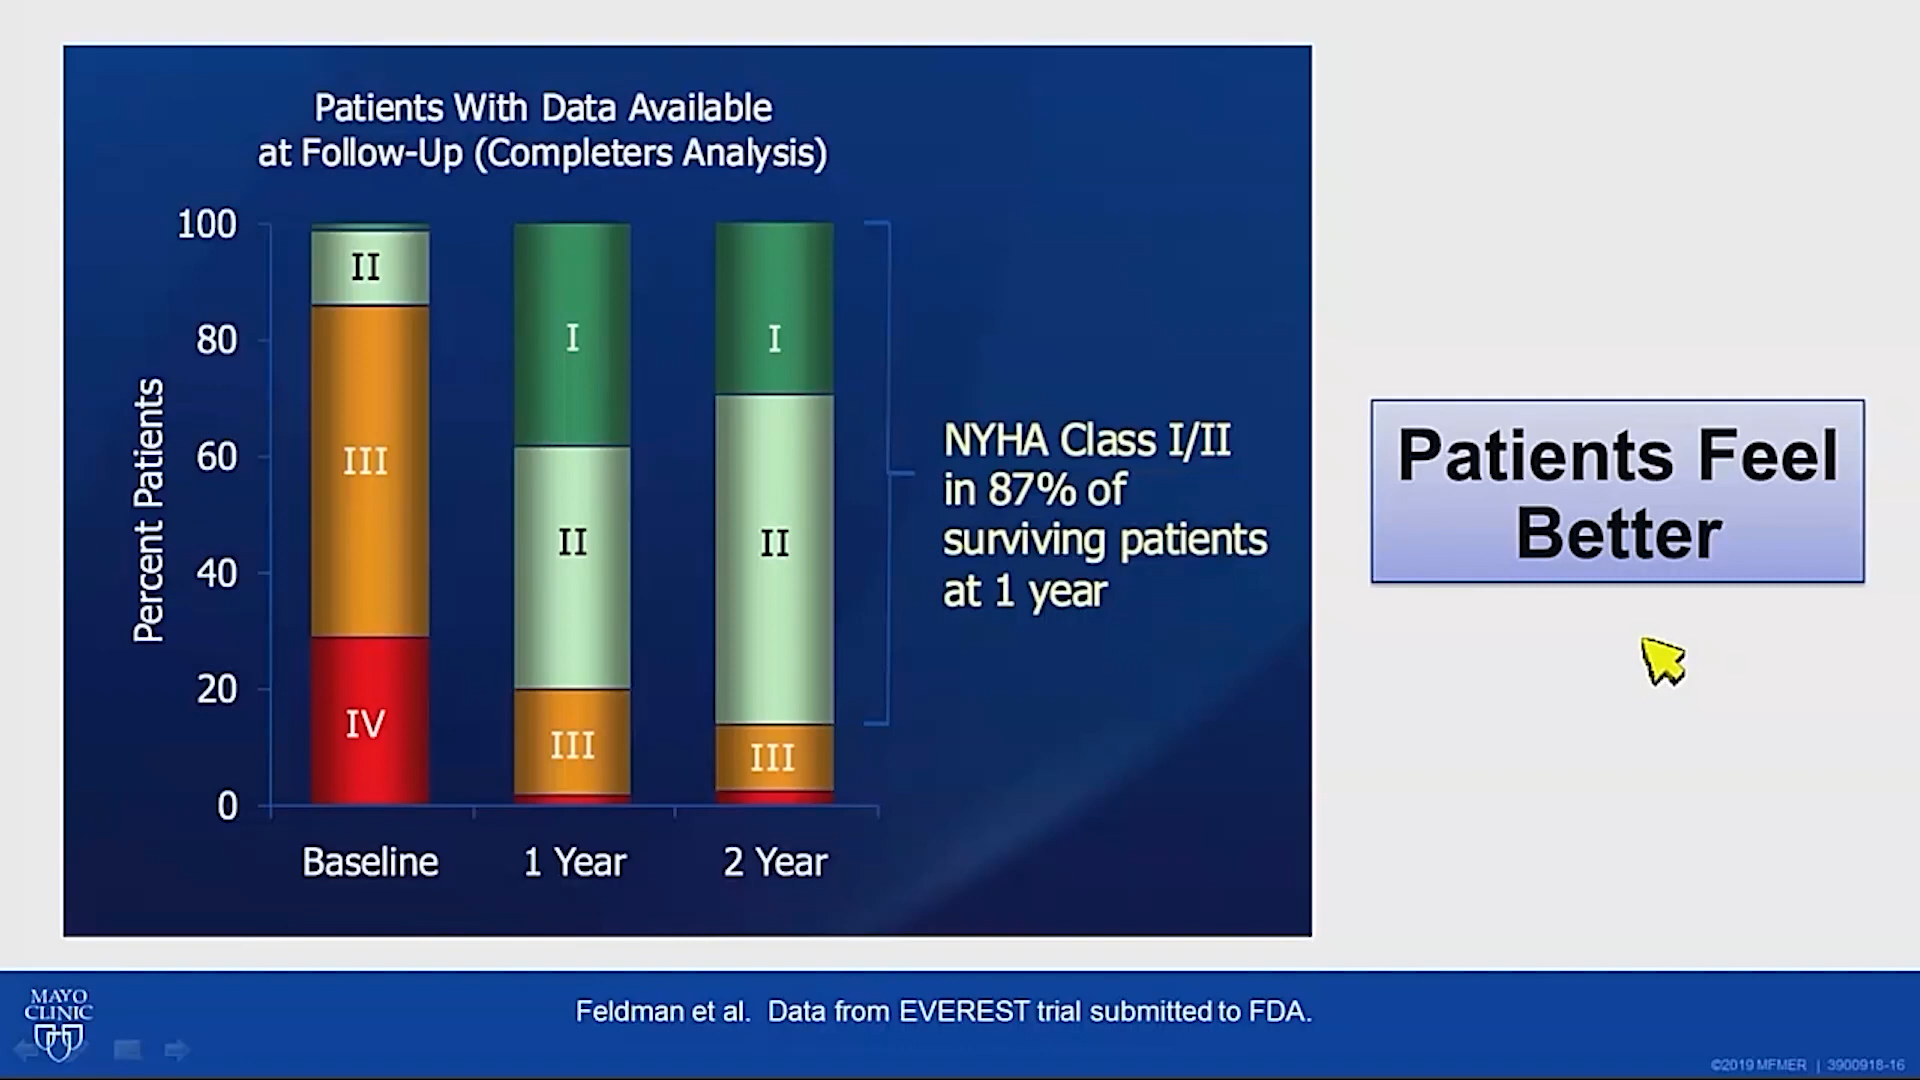 Patients With Data Available
at Follow-Up (Completers Analysis)
Percent Patients
100
80
60
40
20
0
II
III
IV
I
II
III
I
II
III
Baseline
1 Year
2 Year
NYHA Class I/II
in 87% of
surviving patients
at 1 year
Patients Feel
Better
MAYO
CLINIC
Feldman et al. Data from EVEREST trial submitted to FDA.
©2019 MFMER | 3900918-16